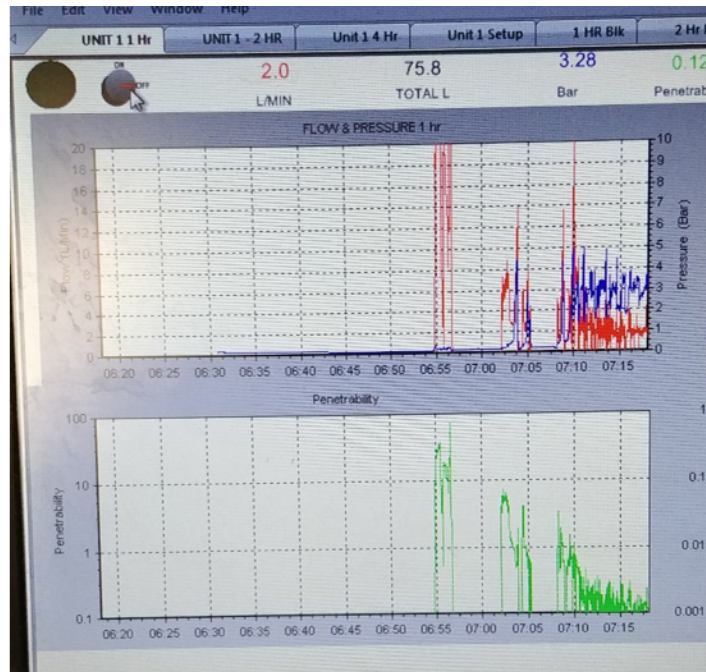 File Edit View Window Help
UNIT 1 1 Hr UNIT 1 - 2 HR Unit 1 4 Hr Unit 1 Setup 1 HR Blk 2 Hr
ON
OFF
2.0 75.8 3.28 0.12
L/MIN TOTAL L Bar Penetrab
FLOW & PRESSURE 1 hr
20
18
16
14
12
10
8
6
4
2
0
Flow (L/Min)
10
9
8
7
6
5
4
3
2
1
0
Pressure (Bar)
06:20 06:25 06:30 06:35 06:40 06:45 06:50 06:55 07:00 07:05 07:10 07:15
Penetrability
100
10
1
0.1
Penetrability
1
0.1
0.01
0.001
06:20 06:25 06:30 06:35 06:40 06:45 06:50 06:55 07:00 07:05 07:10 07:15